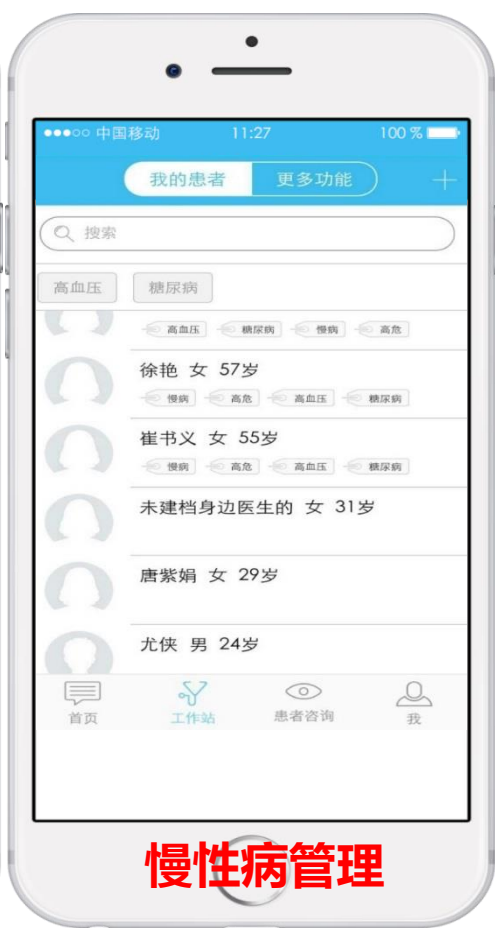 中国移动 11:27 100 %
我的患者 更多功能
搜索
高血压 糖尿病
高血压 糖尿病 慢病 高危
徐艳 女 57岁
慢病 高危 高血压 糖尿病
崔书义 女 55岁
慢病 高危 高血压 糖尿病
未建档身边医生的 女 31岁
唐紫娟 女 29岁
尤侠 男 24岁
首页 工作站 患者咨询 我
慢性病管理